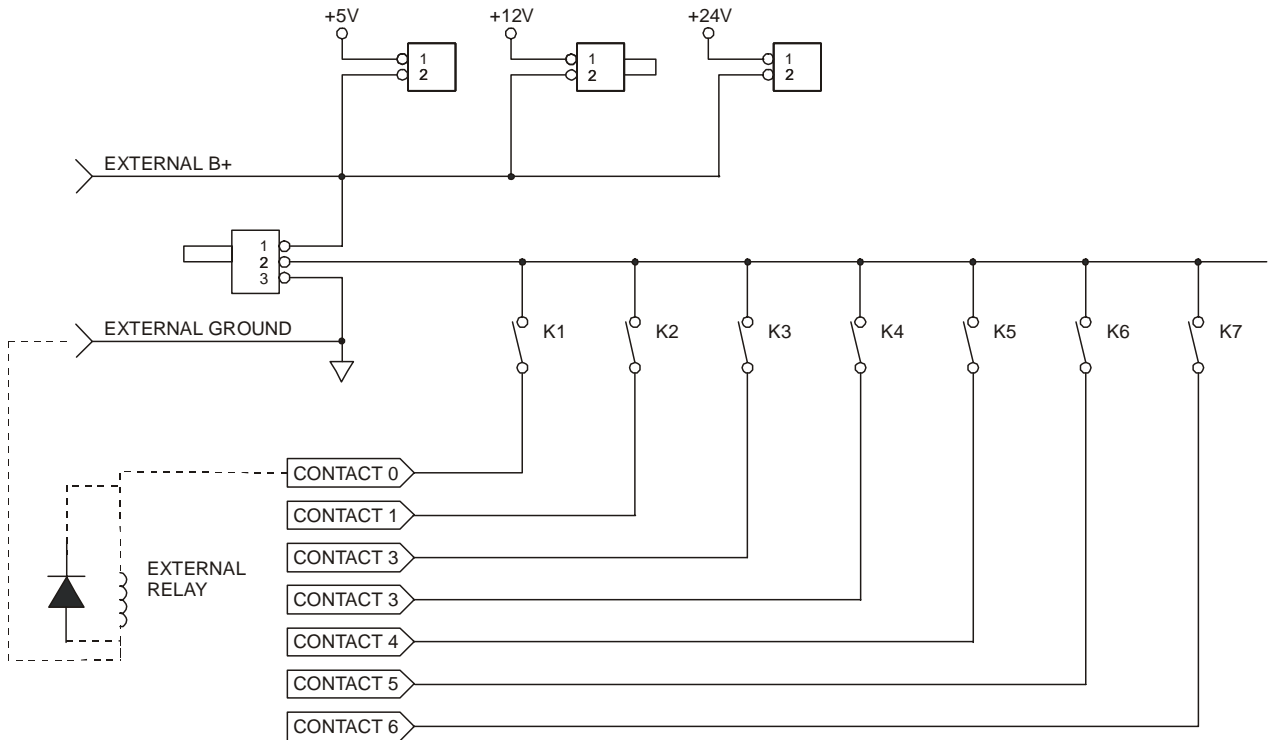 +5V
+12V
+24V
1
2
1
2
1
2
EXTERNAL B+
1
2
3
EXTERNAL GROUND
K1
K2
K3
K4
K5
K6
K7
CONTACT 0
CONTACT 1
CONTACT 3
CONTACT 3
CONTACT 4
CONTACT 5
CONTACT 6
EXTERNAL
RELAY